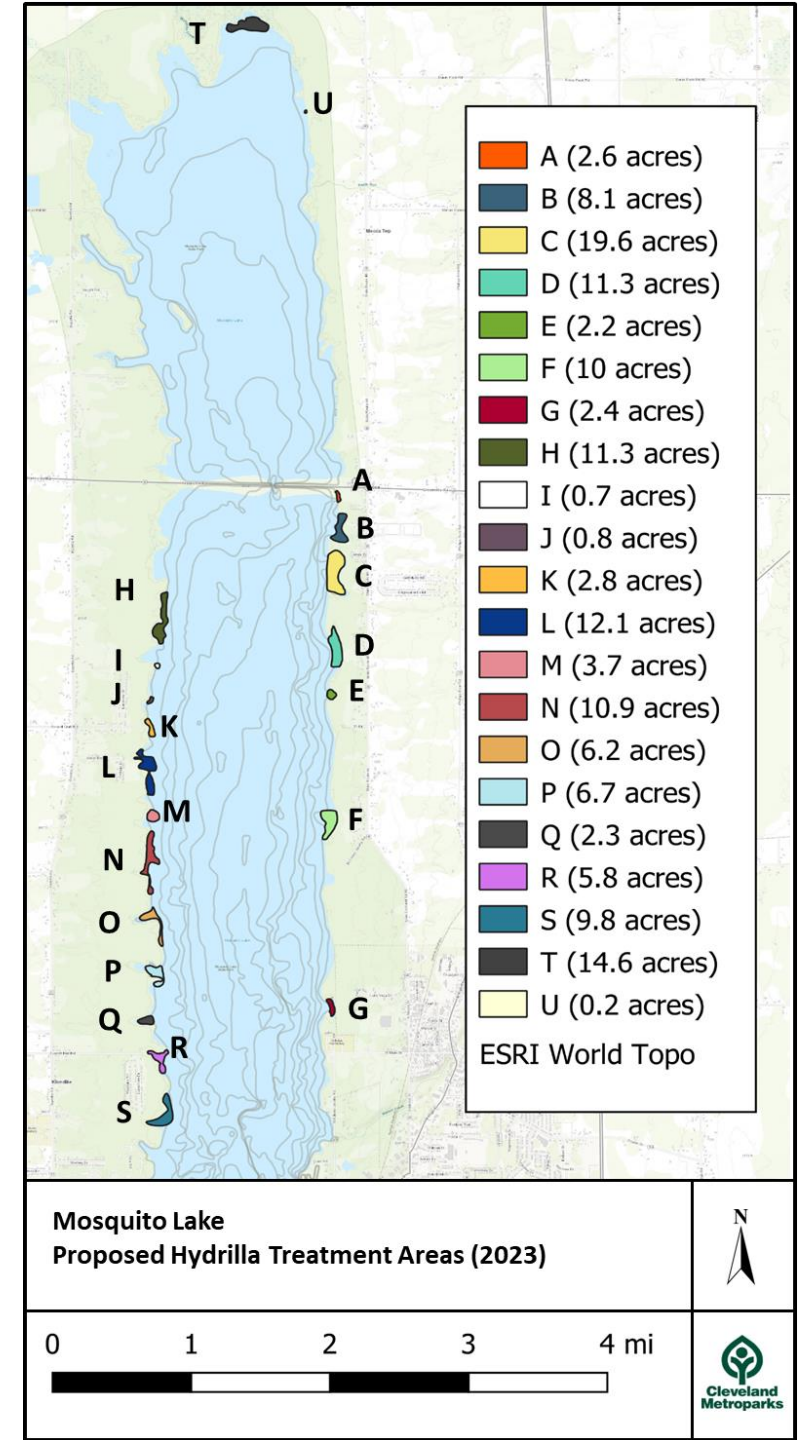 T
U
A
B
C
D
E
F
G
H
I
J
K
L
M
N
O
P
Q
R
S
A (2.6 acres)
B (8.1 acres)
C (19.6 acres)
D (11.3 acres)
E (2.2 acres)
F (10 acres)
G (2.4 acres)
H (11.3 acres)
I (0.7 acres)
J (0.8 acres)
K (2.8 acres)
L (12.1 acres)
M (3.7 acres)
N (10.9 acres)
O (6.2 acres)
P (6.7 acres)
Q (2.3 acres)
R (5.8 acres)
S (9.8 acres)
T (14.6 acres)
U (0.2 acres)
ESRI World Topo
Mosquito Lake
Proposed Hydrilla Treatment Areas (2023)
N
0 1 2 3 4 mi
Cleveland
Metroparks